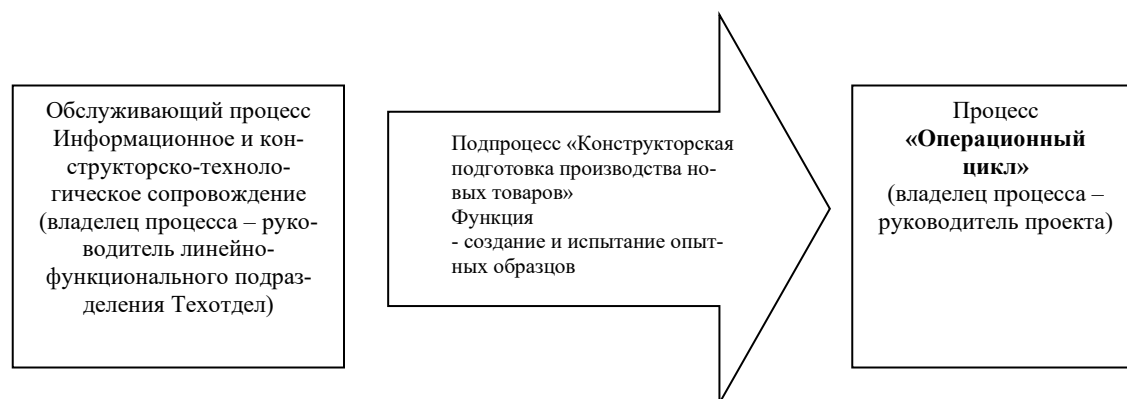 Обслуживающий процесс
Информационное и кон-
структорско-техноло-
гическое сопровождение
(владелец процесса – руко-
водитель линейно-
функционального подраз-
деления Техотдел)
Подпроцесс «Конструкторская
подготовка производства но-
вых товаров»
Функция
- создание и испытание опыт-
ных образцов
Процесс
«Операционный
цикл»
(владелец процесса –
руководитель проекта)